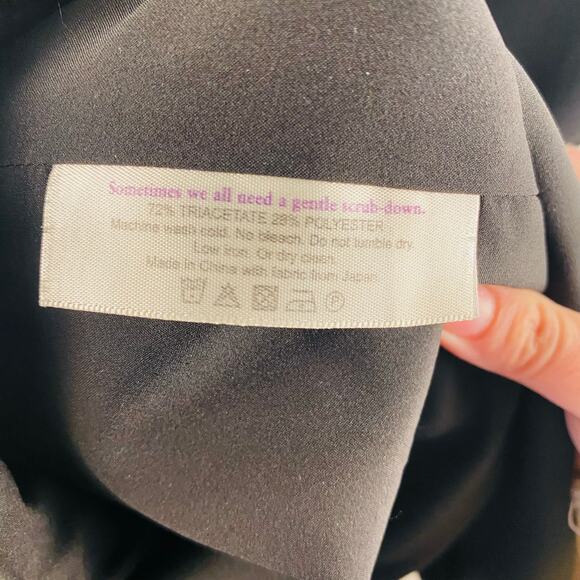 Sometimes we all need a gentle scrub-down.
72% TRIACETATE 28% POLYESTER
Machine wash cold. No bleach. Do not tumble dry.
Low iron. Or dry clean.
Made in China with fabric from Japan
P